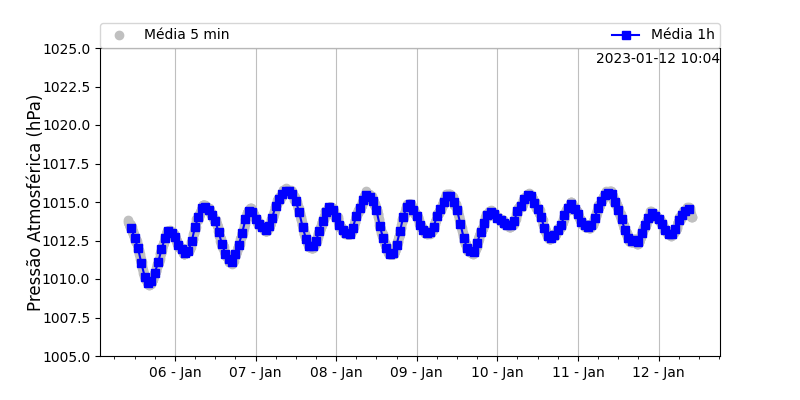 Média 5 min
Média 1h
2023-01-12 10:04
Pressão Atmosférica (hPa)
1025.0
1022.5
1020.0
1017.5
1015.0
1012.5
1010.0
1007.5
1005.0
06 - Jan
07 - Jan
08 - Jan
09 - Jan
10 - Jan
11 - Jan
12 - Jan